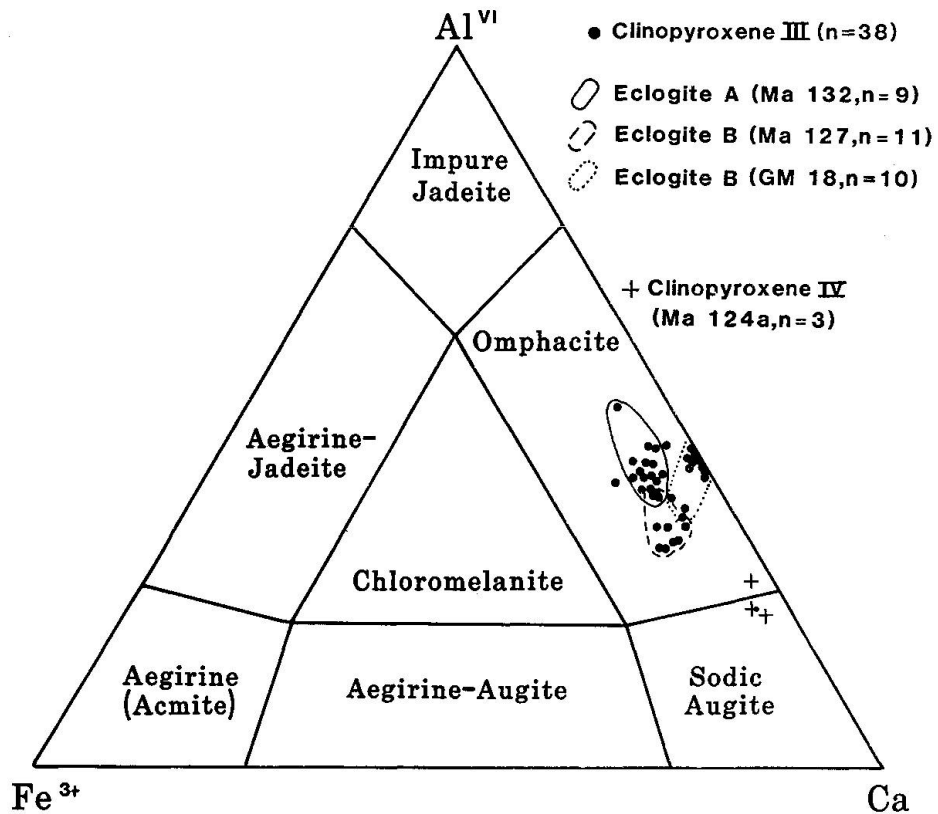 Al VI
● Clinopyroxene III (n=38)
Eclogite A (Ma 132,n=9)
Eclogite B (Ma 127,n=11)
Eclogite B (GM 18,n=10)
Impure
Jadeite
+ Clinopyroxene IV
(Ma 124a,n=3)
Omphacite
Aegirine-
Jadeite
Chloromelanite
Aegirine
(Acmite)
Aegirine-Augite
Sodic
Augite
Fe 3+
Ca